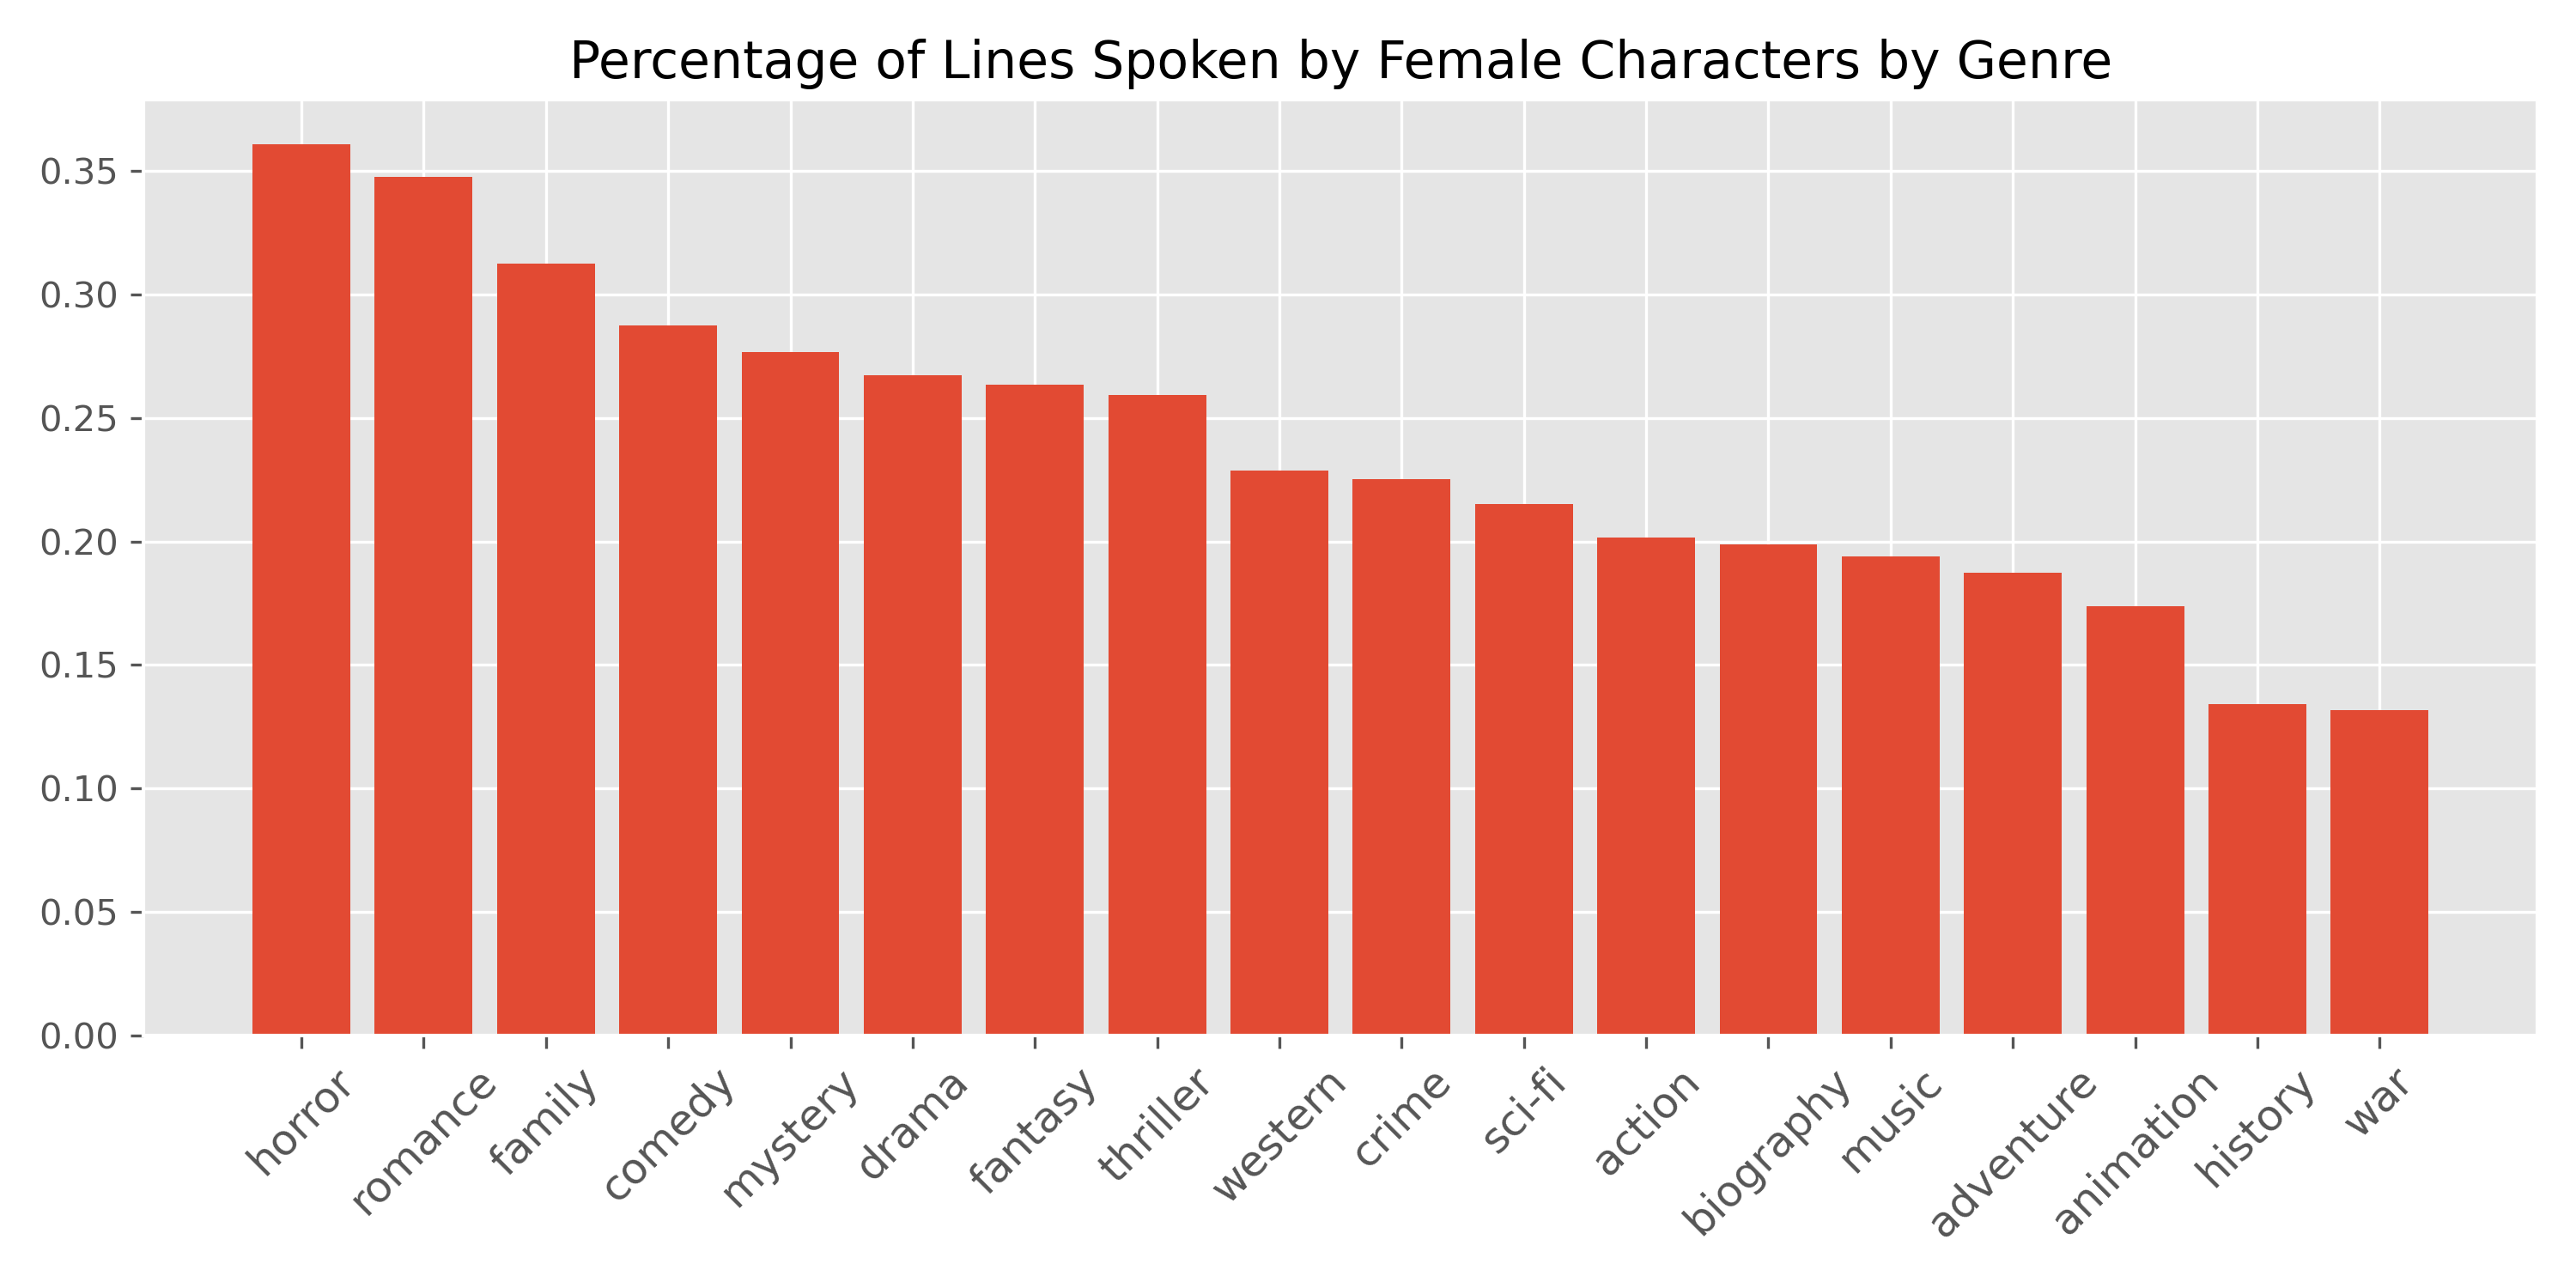 Percentage of Lines Spoken by Female Characters by Genre
0.35
0.30
0.25
0.20
0.15
0.10
0.05
0.00
horror
romance
family
comedy
mystery
drama
fantasy
thriller
western
crime
sci-fi
action
biography
music
adventure
animation
history
war